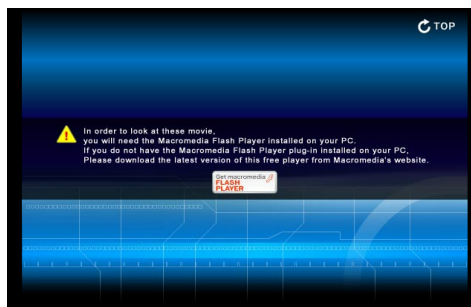 TOP
In order to look at these movie,
you will need the Macromedia Flash Player installed on your PC.
If you do not have the Macromedia Flash Player plug-in installed on your PC,
Please download the latest version of this free player from Macromedia's website.
Get macromedia
FLASH
PLAYER